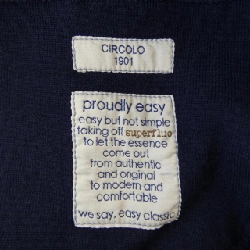 CIRCOLO
1901
proudly easy
easy but not simple
taking off superfluo
to let the essence
come out
from authentic
and original
to modern and
comfortable
we say, easy classic